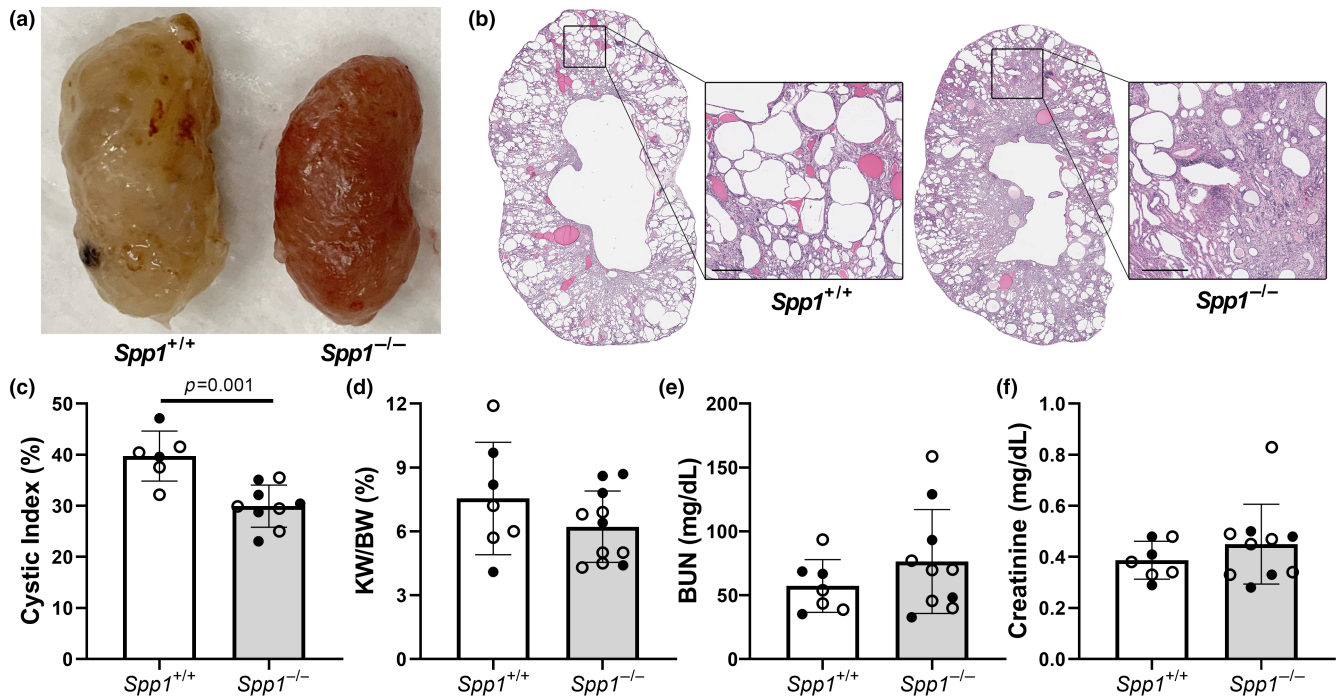 (a)
Spp1+/+
Spp1–/–
(b)
Spp1+/+
Spp1–/–
(c)
p=0.001
Cystic Index (%)
50
40
30
20
10
0
Spp1+/+
Spp1–/–
(d)
KW/BW (%)
12
9
6
3
0
Spp1+/+
Spp1–/–
(e)
BUN (mg/dL)
200
150
100
50
0
Spp1+/+
Spp1–/–
(f)
Creatinine (mg/dL)
1.0
0.8
0.6
0.4
0.2
0.0
Spp1+/+
Spp1–/–